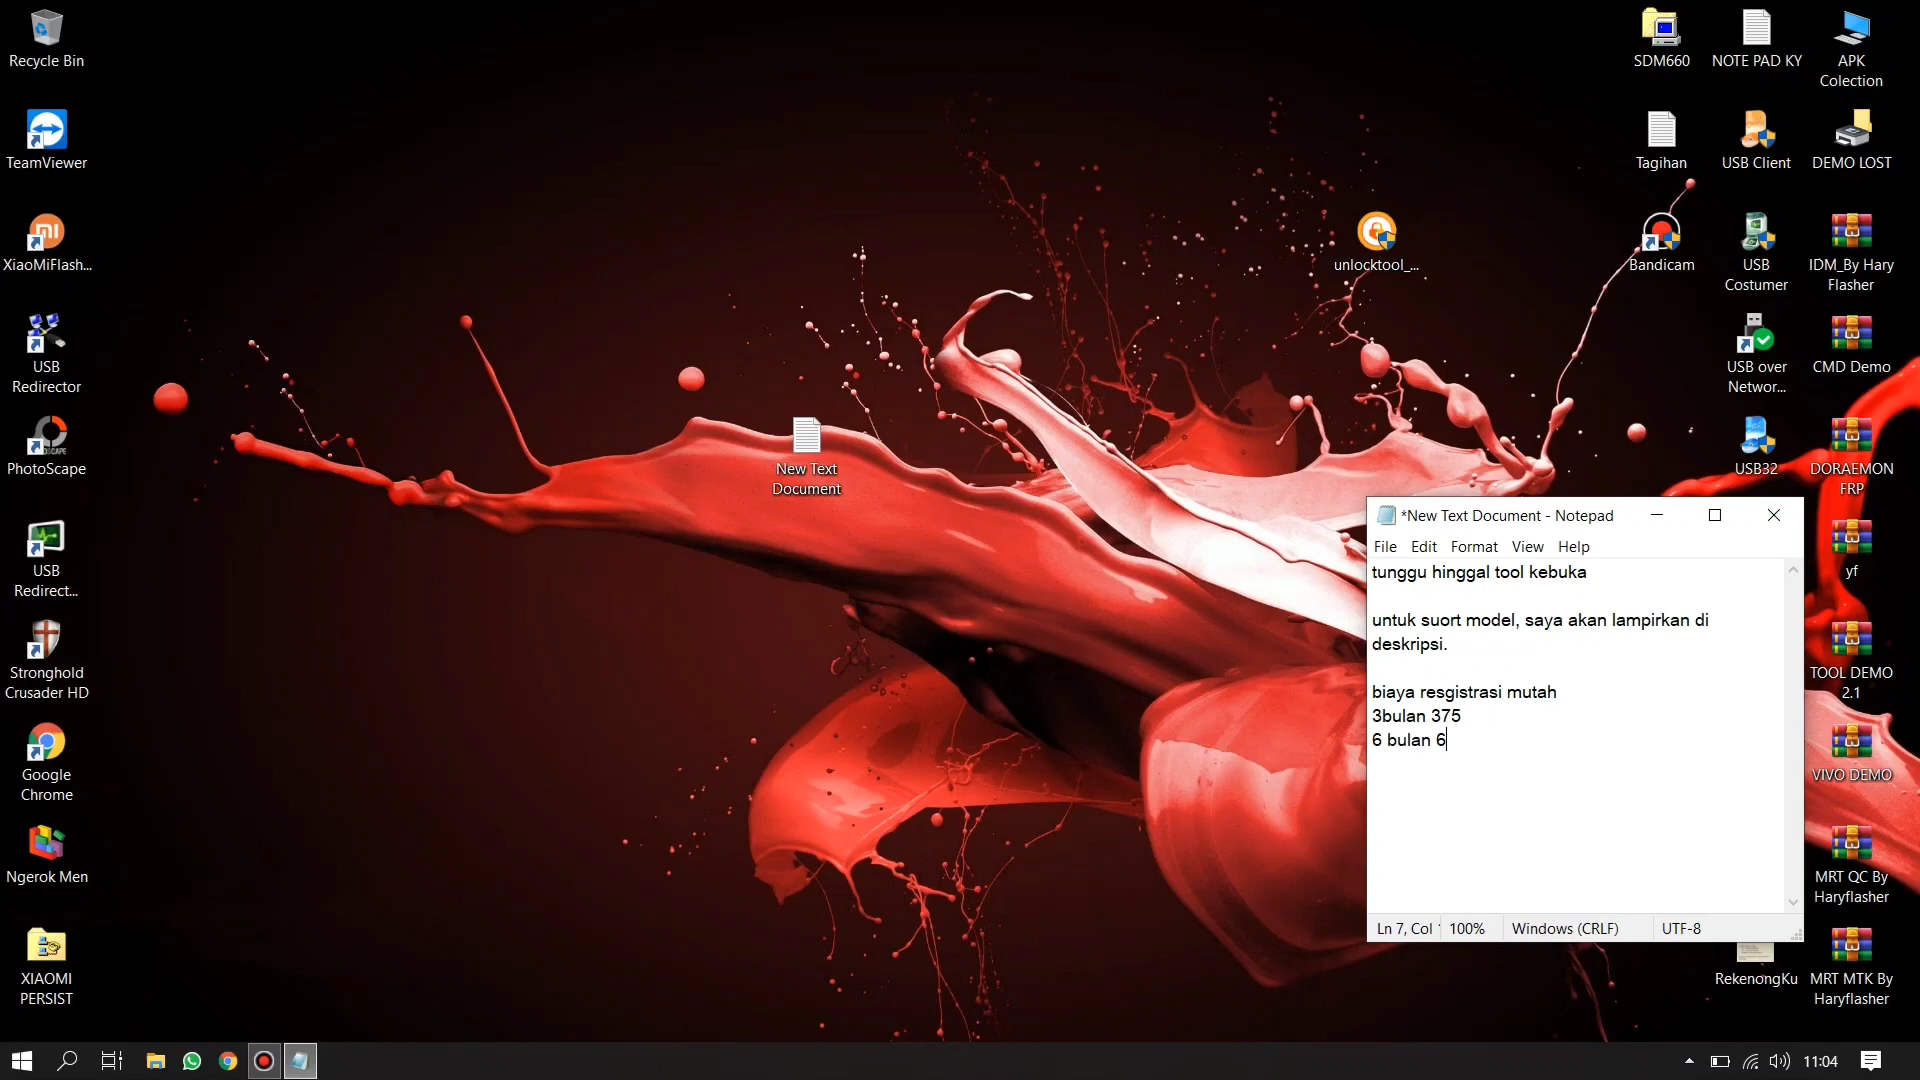 Recycle Bin
TeamViewer
XiaoMiFlash...
USB
Redirector
PhotoScape
USB
Redirect...
Stronghold
Crusader HD
Google
Chrome
Ngerok Men
XIAOMI
PERSIST
New Text
Document
unlocktool_...
SDM660
NOTE PAD KY
APK
Colection
Tagihan
USB Client
DEMO LOST
Bandicam
USB
Costumer
IDM_By Hary
Flasher
USB over
Networ...
CMD Demo
USB32
DORAEMON
FRP
yf
TOOL DEMO
2.1
VIVO DEMO
MRT QC By
Haryflasher
RekenongKu
MRT MTK By
Haryflasher
*New Text Document - Notepad
File Edit Format View Help
tunggu hinggal tool kebuka
untuk suort model, saya akan lampirkan di
deskripsi.
biaya resgistrasi mutah
3bulan 375
6 bulan 6
Ln 7, Col 100% Windows (CRLF) UTF-8
11:04